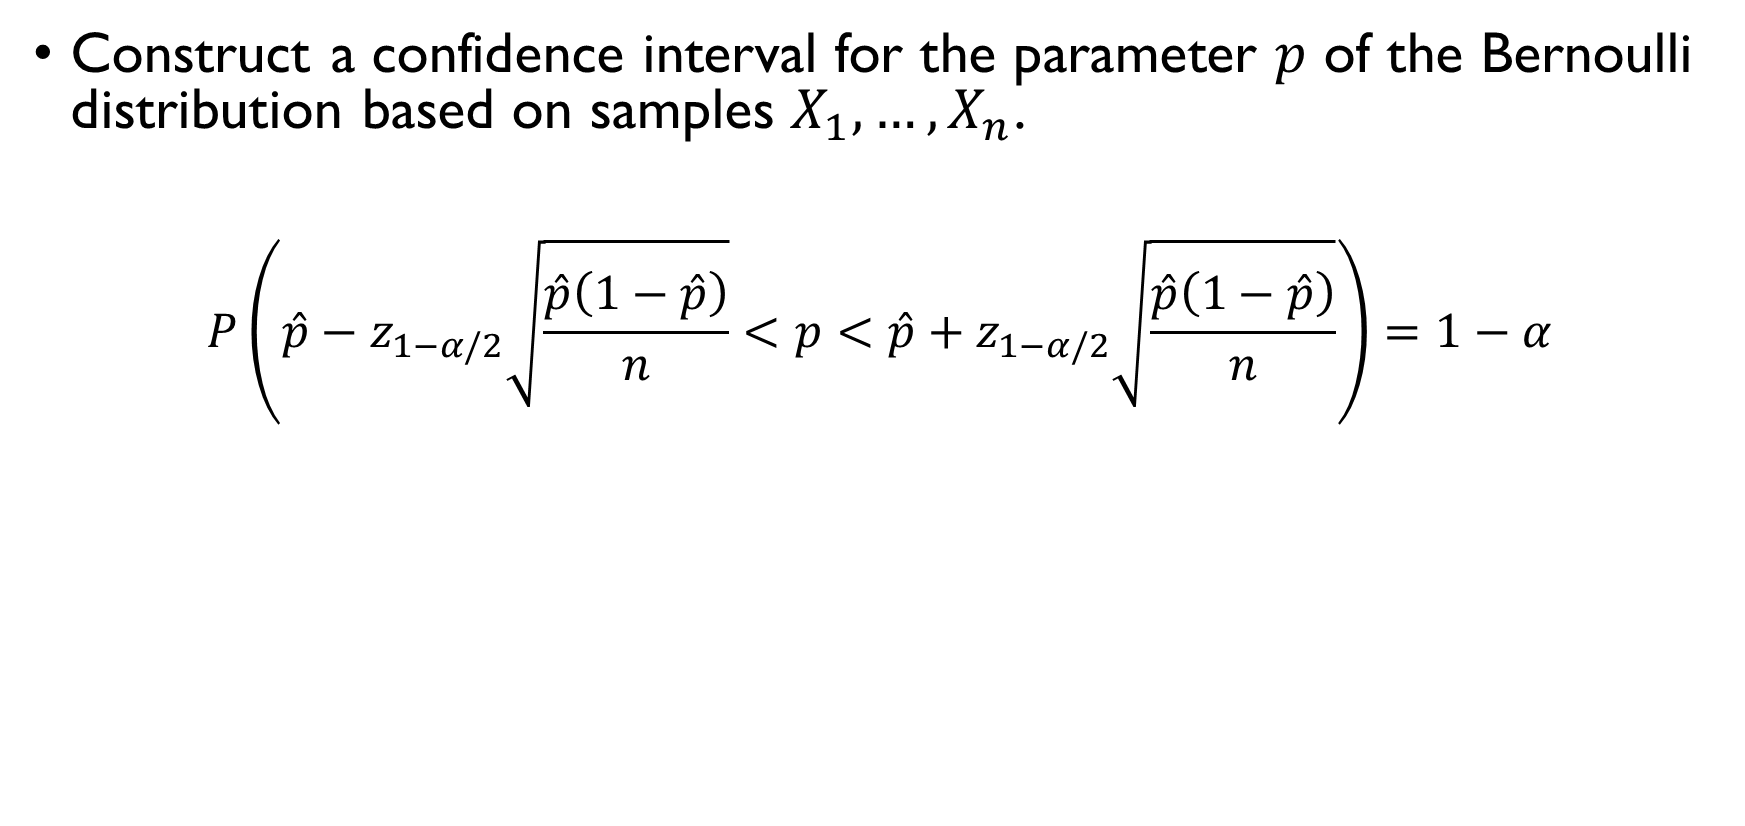 • Construct a confidence interval for the parameter 𝑝 of the Bernoulli
distribution based on samples 𝑋₁, … , 𝑋ₙ.
𝑃(𝑝̂ − 𝑧₁₋α/₂ √(𝑝̂(1 − 𝑝̂)/𝑛) < 𝑝 < 𝑝̂ + 𝑧₁₋α/₂ √(𝑝̂(1 − 𝑝̂)/𝑛)) = 1 − 𝛼